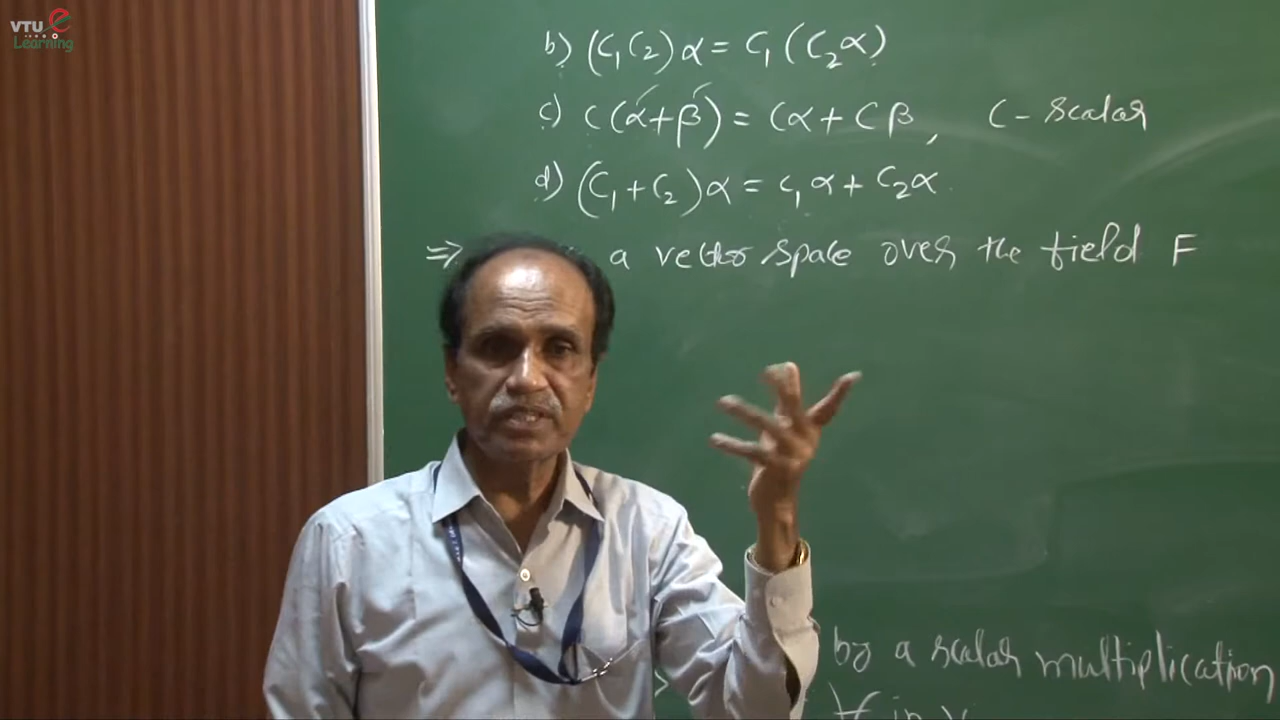 VTU e
Learning
b) (C₁C₂)α = C₁(C₂α)
c) C(α+β) = Cα + Cβ, C - scalar
d) (C₁+C₂)α = C₁α + C₂α
⇒ a vector space over the field F
by a scalar multiplication
in V